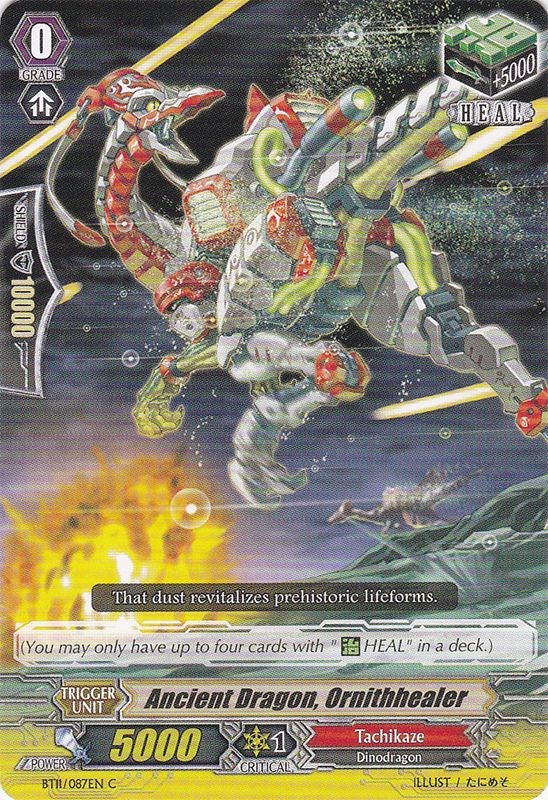 0
GRADE
治
+5000
HEAL
SHIELD
10000
That dust revitalizes prehistoric lifeforms.
(You may only have up to four cards with " 治 HEAL" in a deck.)
TRIGGER
UNIT
Ancient Dragon, Ornithhealer
POWER
5000
1
CRITICAL
Tachikaze
Dinodragon
BT11/087EN C
ILLUST / たにめそ